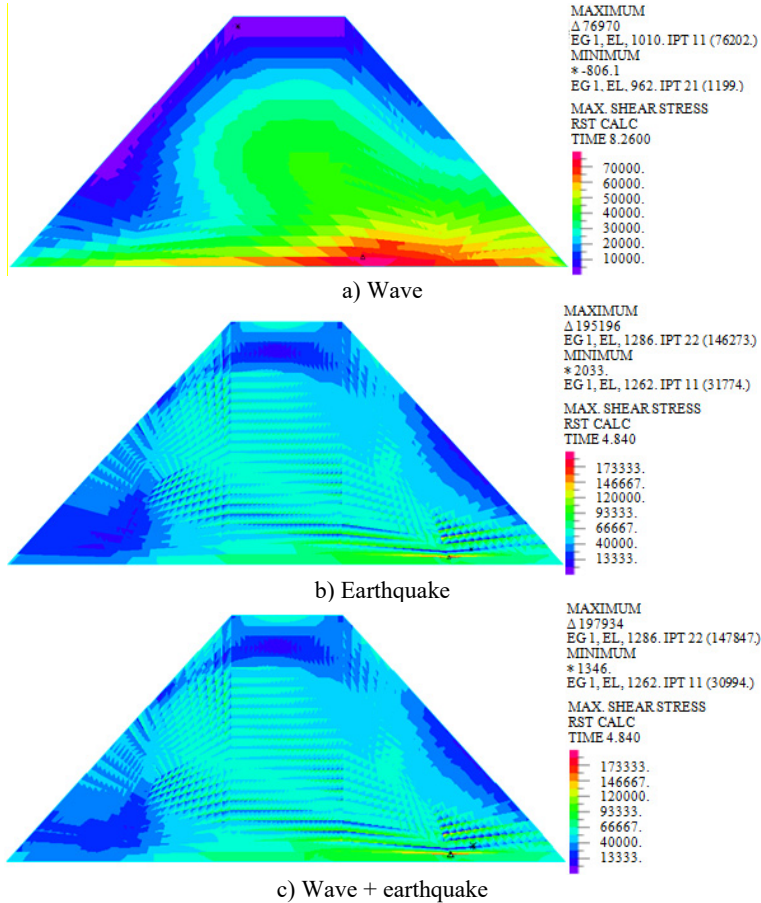 MAXIMUM
Δ 76970
EG 1, EL, 1010. IPT 11 (76202.)
MINIMUM
* -806.1
EG 1, EL, 962. IPT 21 (1199.)
MAX. SHEAR STRESS
RST CALC
TIME 8.2600
70000.
60000.
50000.
40000.
30000.
20000.
10000.
a) Wave
MAXIMUM
Δ 195196
EG 1, EL, 1286. IPT 22 (146273.)
MINIMUM
* 2033.
EG 1, EL, 1262. IPT 11 (31774.)
MAX. SHEAR STRESS
RST CALC
TIME 4.840
173333.
146667.
120000.
93333.
66667.
40000.
13333.
b) Earthquake
MAXIMUM
Δ 197934
EG 1, EL, 1286. IPT 22 (147847.)
MINIMUM
* 1346.
EG 1, EL, 1262. IPT 11 (30994.)
MAX. SHEAR STRESS
RST CALC
TIME 4.840
173333.
146667.
120000.
93333.
66667.
40000.
13333.
c) Wave + earthquake